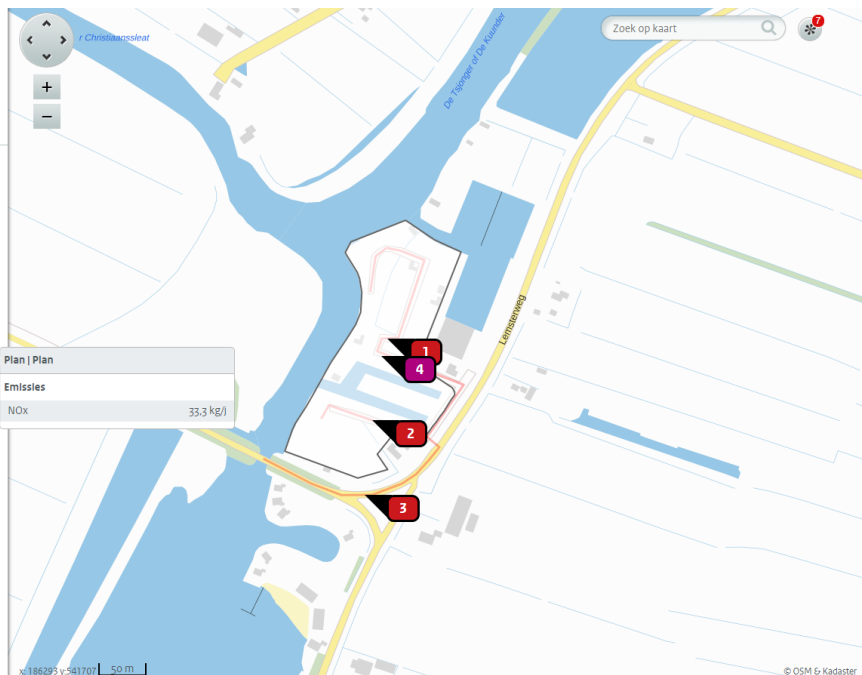 r Christiaanssleat
De Tsjonger of De Kuunder
Zoek op kaart
7
+
−
Lemsterweg
1
4
2
3
Plan | Plan
Emissies
NOx 33,3 kg/j
x: 186293 y:541707 50 m
© OSM & Kadaster